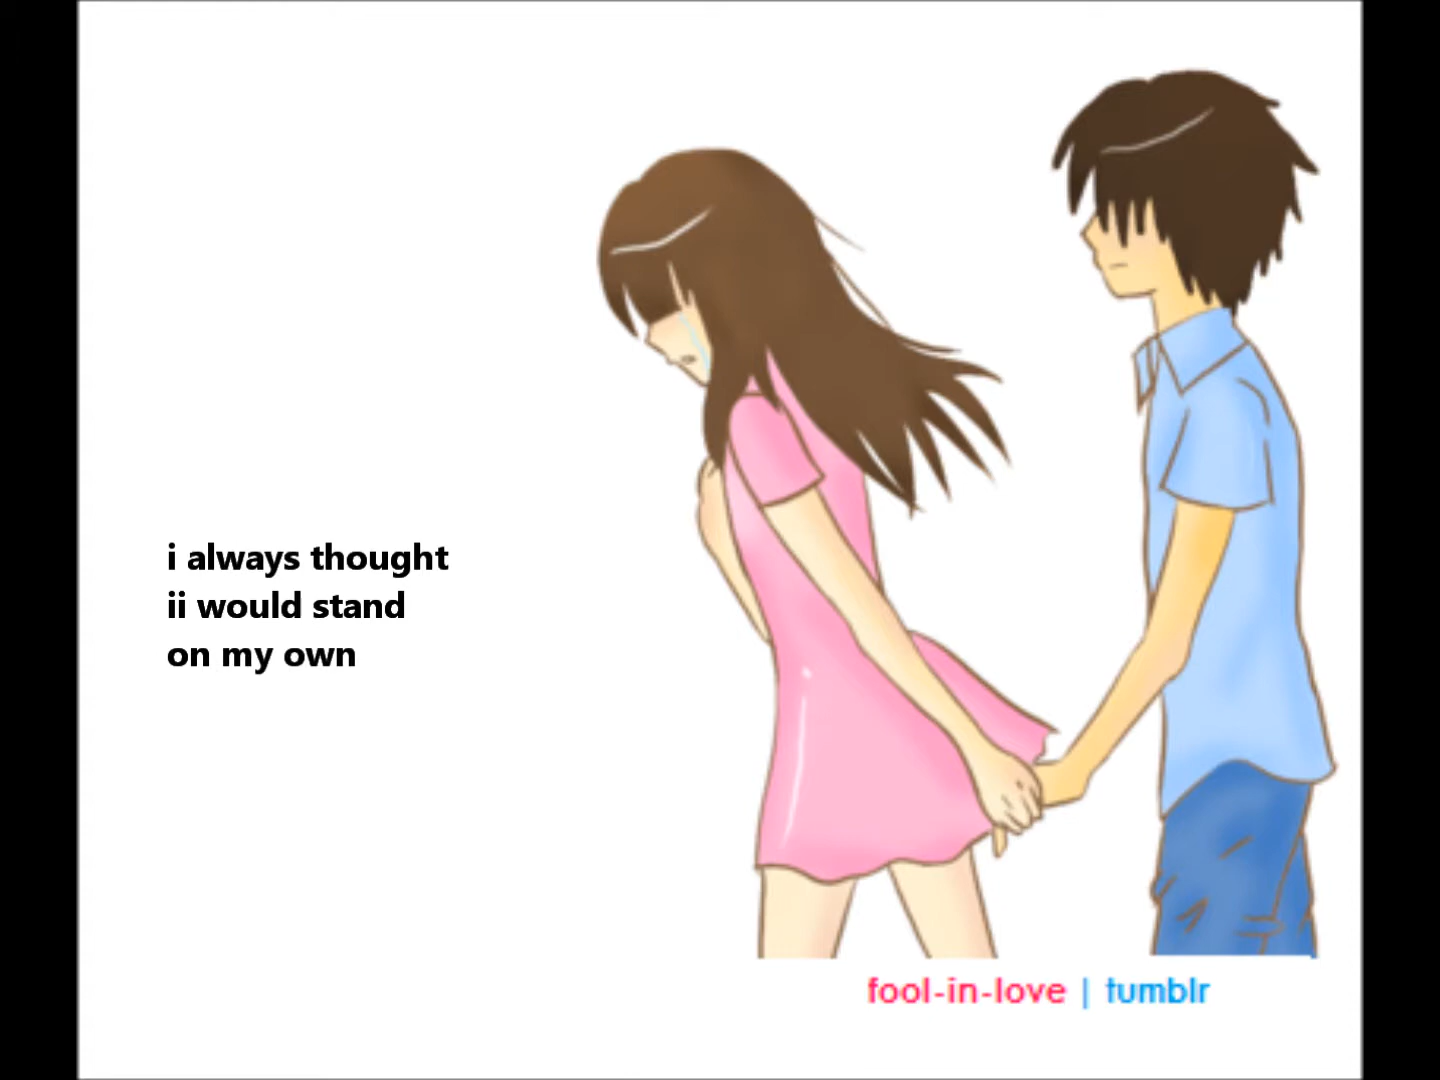 i always thought
ii would stand
on my own
fool-in-love | tumblr